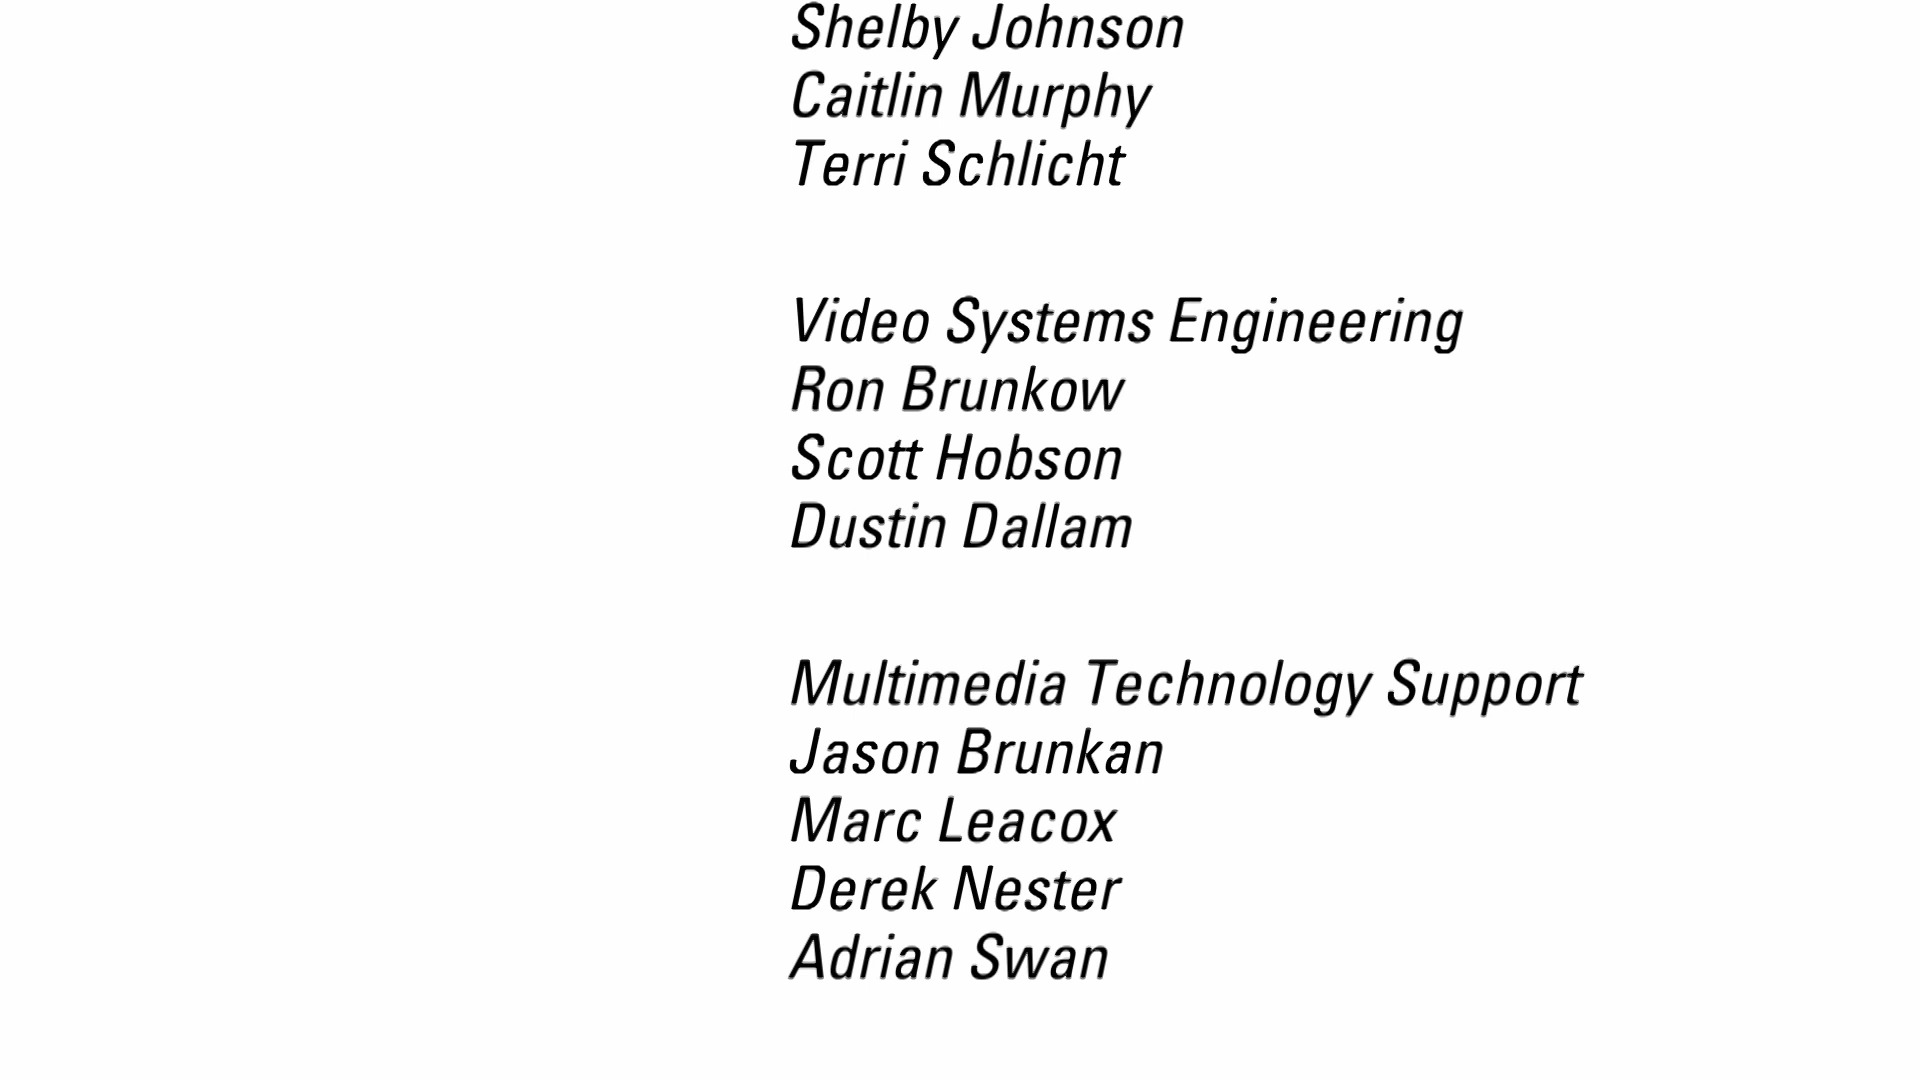 Shelby Johnson
Caitlin Murphy
Terri Schlicht
Video Systems Engineering
Ron Brunkow
Scott Hobson
Dustin Dallam
Multimedia Technology Support
Jason Brunkan
Marc Leacox
Derek Nester
Adrian Swan